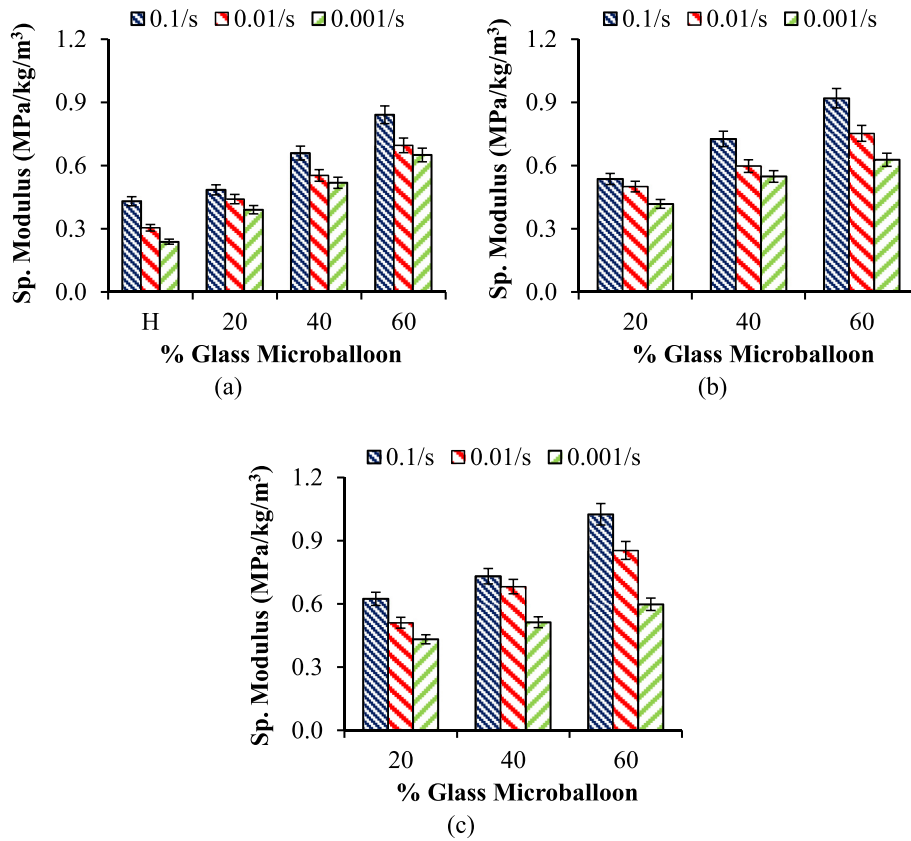 0.1/s 0.01/s 0.001/s
Sp. Modulus (MPa/kg/m³)
1.2
0.9
0.6
0.3
0.0
H 20 40 60
% Glass Microballoon
(a)
0.1/s 0.01/s 0.001/s
Sp. Modulus (MPa/kg/m³)
1.2
0.9
0.6
0.3
0.0
20 40 60
% Glass Microballoon
(b)
0.1/s 0.01/s 0.001/s
Sp. Modulus (MPa/kg/m³)
1.2
0.9
0.6
0.3
0.0
20 40 60
% Glass Microballoon
(c)